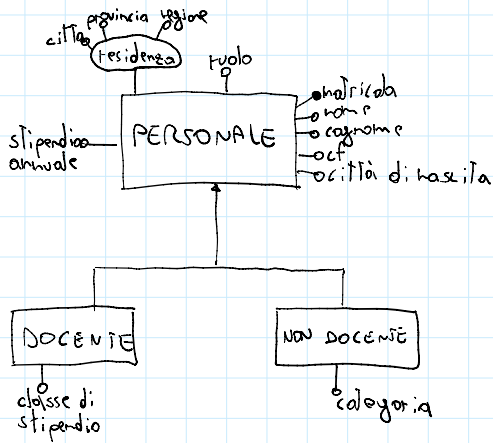 provincia regione
città
residenza
ruolo
matricola
nome
cognome
cf
città di nascita
PERSONALE
stipendio
annuale
DOCENTE
NON DOCENTE
classe di
stipendio
categoria